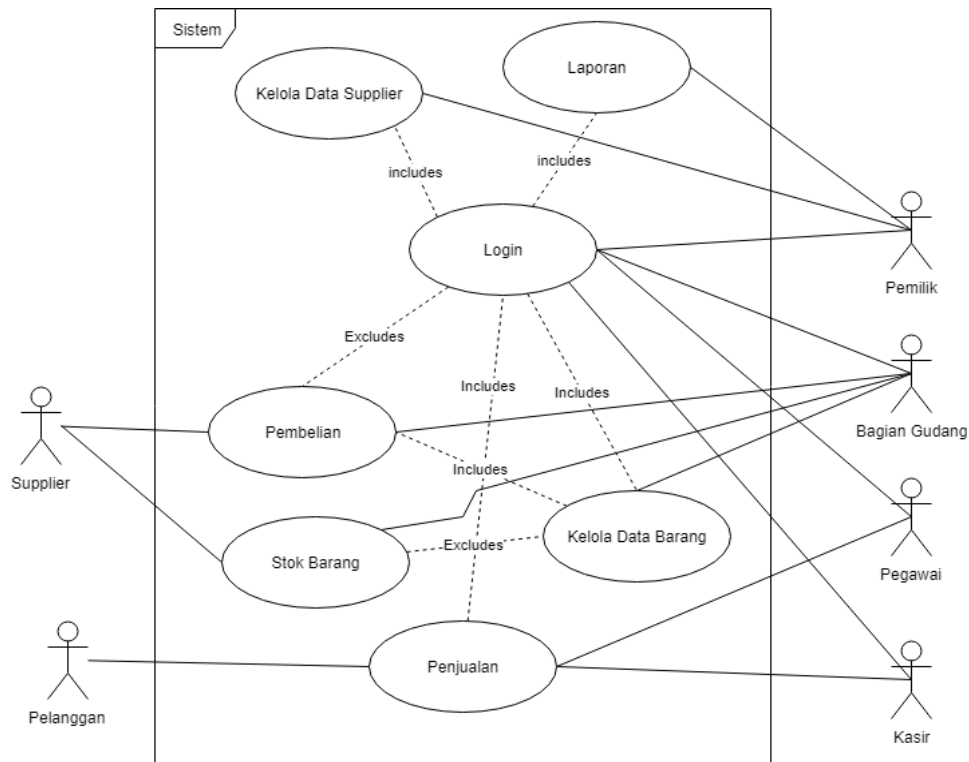 Sistem
Laporan
Kelola Data Supplier
includes
includes
Login
Pemilik
Excludes
Includes
Includes
Pembelian
Bagian Gudang
Supplier
Includes
Kelola Data Barang
Excludes
Stok Barang
Pegawai
Penjualan
Pelanggan
Kasir